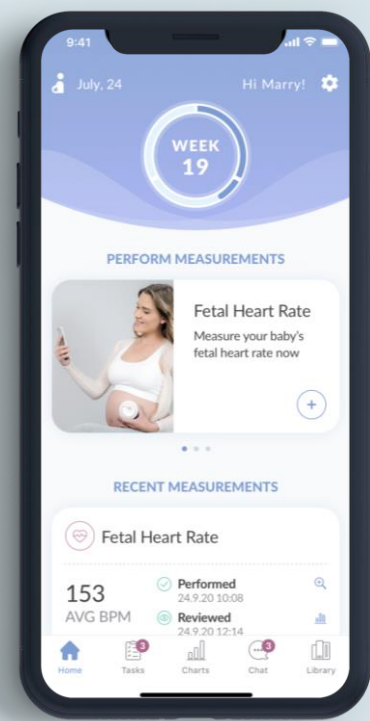 9:41
July, 24
Hi Marry!
WEEK
19
PERFORM MEASUREMENTS
Fetal Heart Rate
Measure your baby's
fetal heart rate now
+
RECENT MEASUREMENTS
Fetal Heart Rate
153
AVG BPM
Performed
24.9.20 10:08
Reviewed
24.9.20 12:14
3
3
Home
Tasks
Charts
Chat
Library